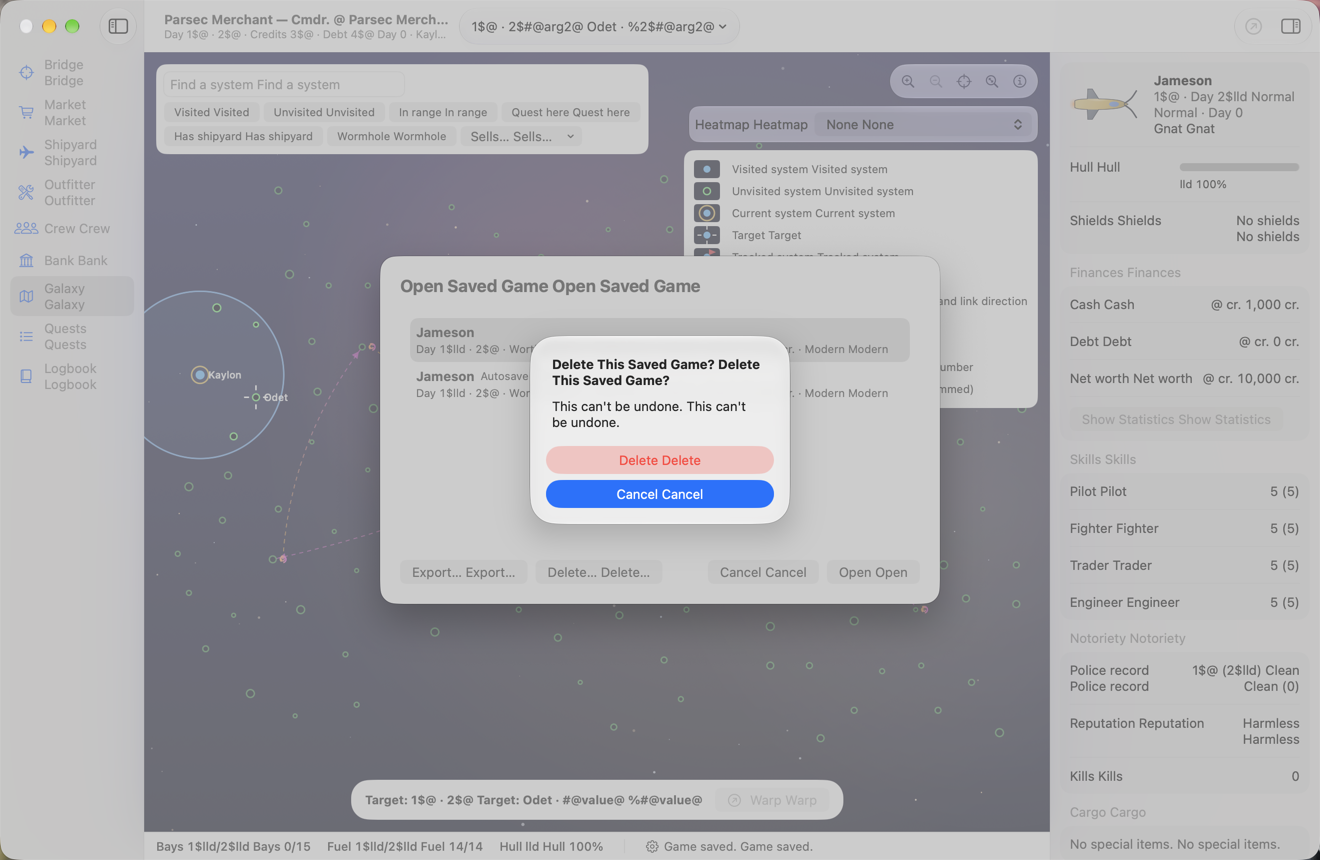 Parsec Merchant — Cmdr. @ Parsec Merch...
Day 1$@ · 2$@ · Credits 3$@ · Debt 4$@ Day 0 · Kayl...
1$@ · 2$#@arg2@ Odet · %2$#@arg2@
Bridge
Bridge
Market
Market
Shipyard
Shipyard
Outfitter
Outfitter
Crew Crew
Bank Bank
Galaxy
Galaxy
Quests
Quests
Logbook
Logbook
Find a system Find a system
Visited Visited
Unvisited Unvisited
In range In range
Quest here Quest here
Has shipyard Has shipyard
Wormhole Wormhole
Sells... Sells...
Heatmap Heatmap
None None
Visited system Visited system
Unvisited system Unvisited system
Current system Current system
Target Target
Tracked system Tracked system
and link direction
umber
mmed)
Kaylon
Odet
Open Saved Game Open Saved Game
Jameson
Day 1$lld · 2$@ · Wort
r. · Modern Modern
Jameson Autosave
Day 1$lld · 2$@ · Wor
r. · Modern Modern
Delete This Saved Game? Delete
This Saved Game?
This can't be undone. This can't
be undone.
Delete Delete
Cancel Cancel
Export... Export...
Delete... Delete...
Cancel Cancel
Open Open
Target: 1$@ · 2$@ Target: Odet · #@value@ %#@value@
Warp Warp
Bays 1$lld/2$lld Bays 0/15
Fuel 1$lld/2$lld Fuel 14/14
Hull lld Hull 100%
Game saved. Game saved.
Jameson
1$@ · Day 2$lld Normal
Normal · Day 0
Gnat Gnat
Hull Hull
lld 100%
Shields Shields
No shields
No shields
Finances Finances
Cash Cash
@ cr. 1,000 cr.
Debt Debt
@ cr. 0 cr.
Net worth Net worth
@ cr. 10,000 cr.
Show Statistics Show Statistics
Skills Skills
Pilot Pilot
5 (5)
Fighter Fighter
5 (5)
Trader Trader
5 (5)
Engineer Engineer
5 (5)
Notoriety Notoriety
Police record
Police record
1$@ (2$lld) Clean
Clean (0)
Reputation Reputation
Harmless
Harmless
Kills Kills
0
Cargo Cargo
No special items. No special items.